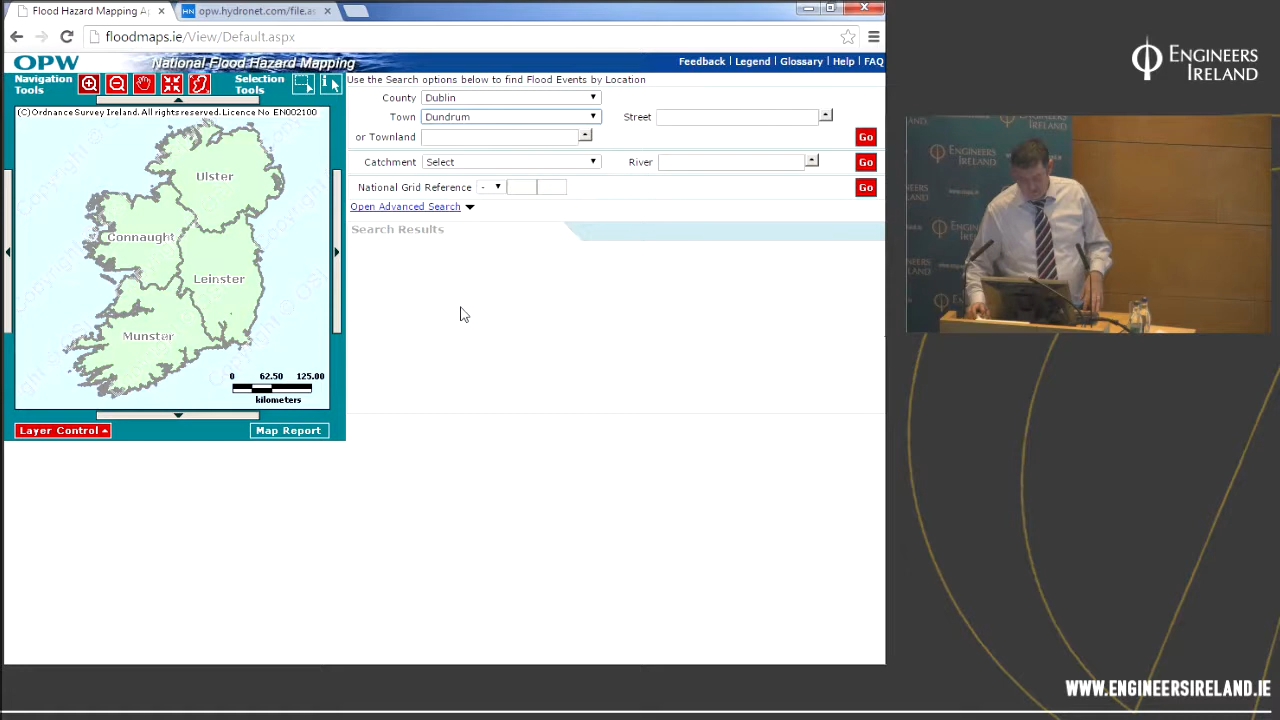 Flood Hazard Mapping Ap
opw.hydronet.com/file.as
floodmaps.ie/View/Default.aspx
OPW
National Flood Hazard Mapping
Feedback | Legend | Glossary | Help | FAQ
Navigation Tools
Selection Tools
Use the Search options below to find Flood Events by Location
County Dublin
Town Dundrum
Street
or Townland
Go
Catchment Select
River
Go
National Grid Reference -
Go
Open Advanced Search
Search Results
(C)Ordnance Survey Ireland. All rights reserved. Licence No EN002100
Ulster
Connaught
Leinster
Munster
0 62.50 125.00
kilometers
Layer Control
Map Report
ENGINEERS
IRELAND
WWW.ENGINEERSIRELAND.IE